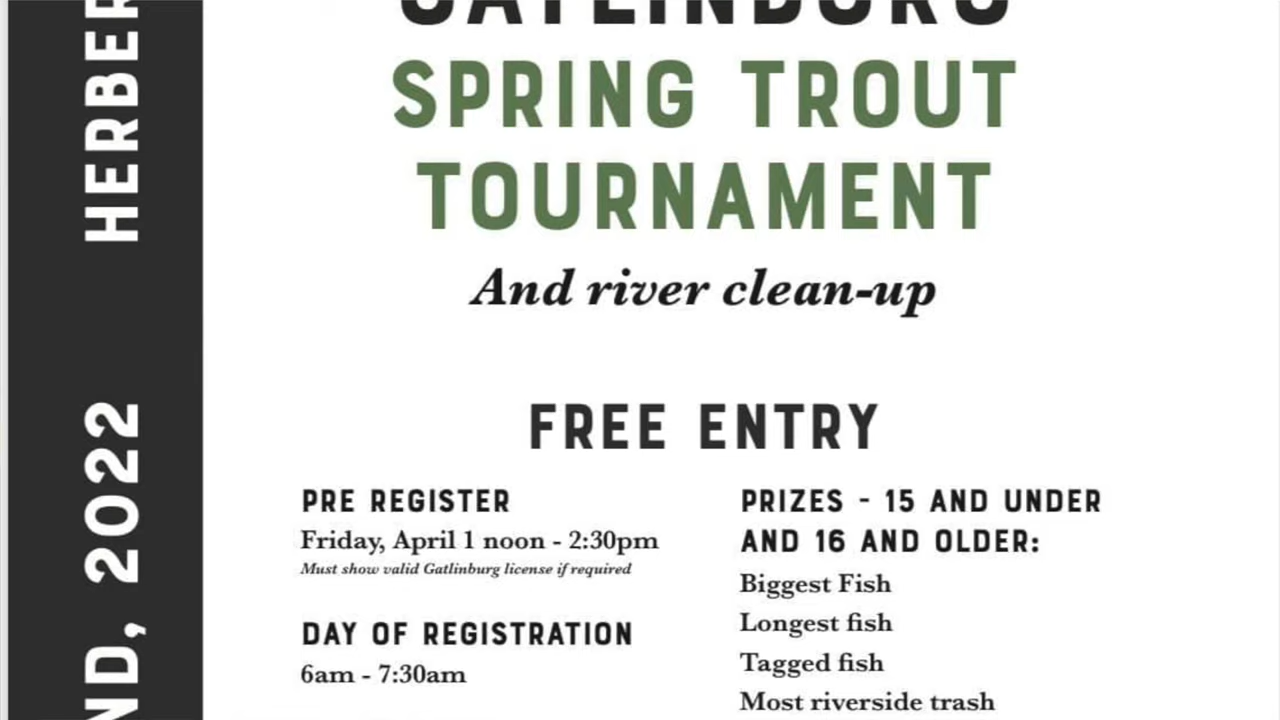 GATLINBURG
SPRING TROUT
TOURNAMENT
And river clean-up
FREE ENTRY
PRE REGISTER
Friday, April 1 noon - 2:30pm
Must show valid Gatlinburg license if required
DAY OF REGISTRATION
6am - 7:30am
PRIZES - 15 AND UNDER
AND 16 AND OLDER:
Biggest Fish
Longest fish
Tagged fish
Most riverside trash
ND, 2022